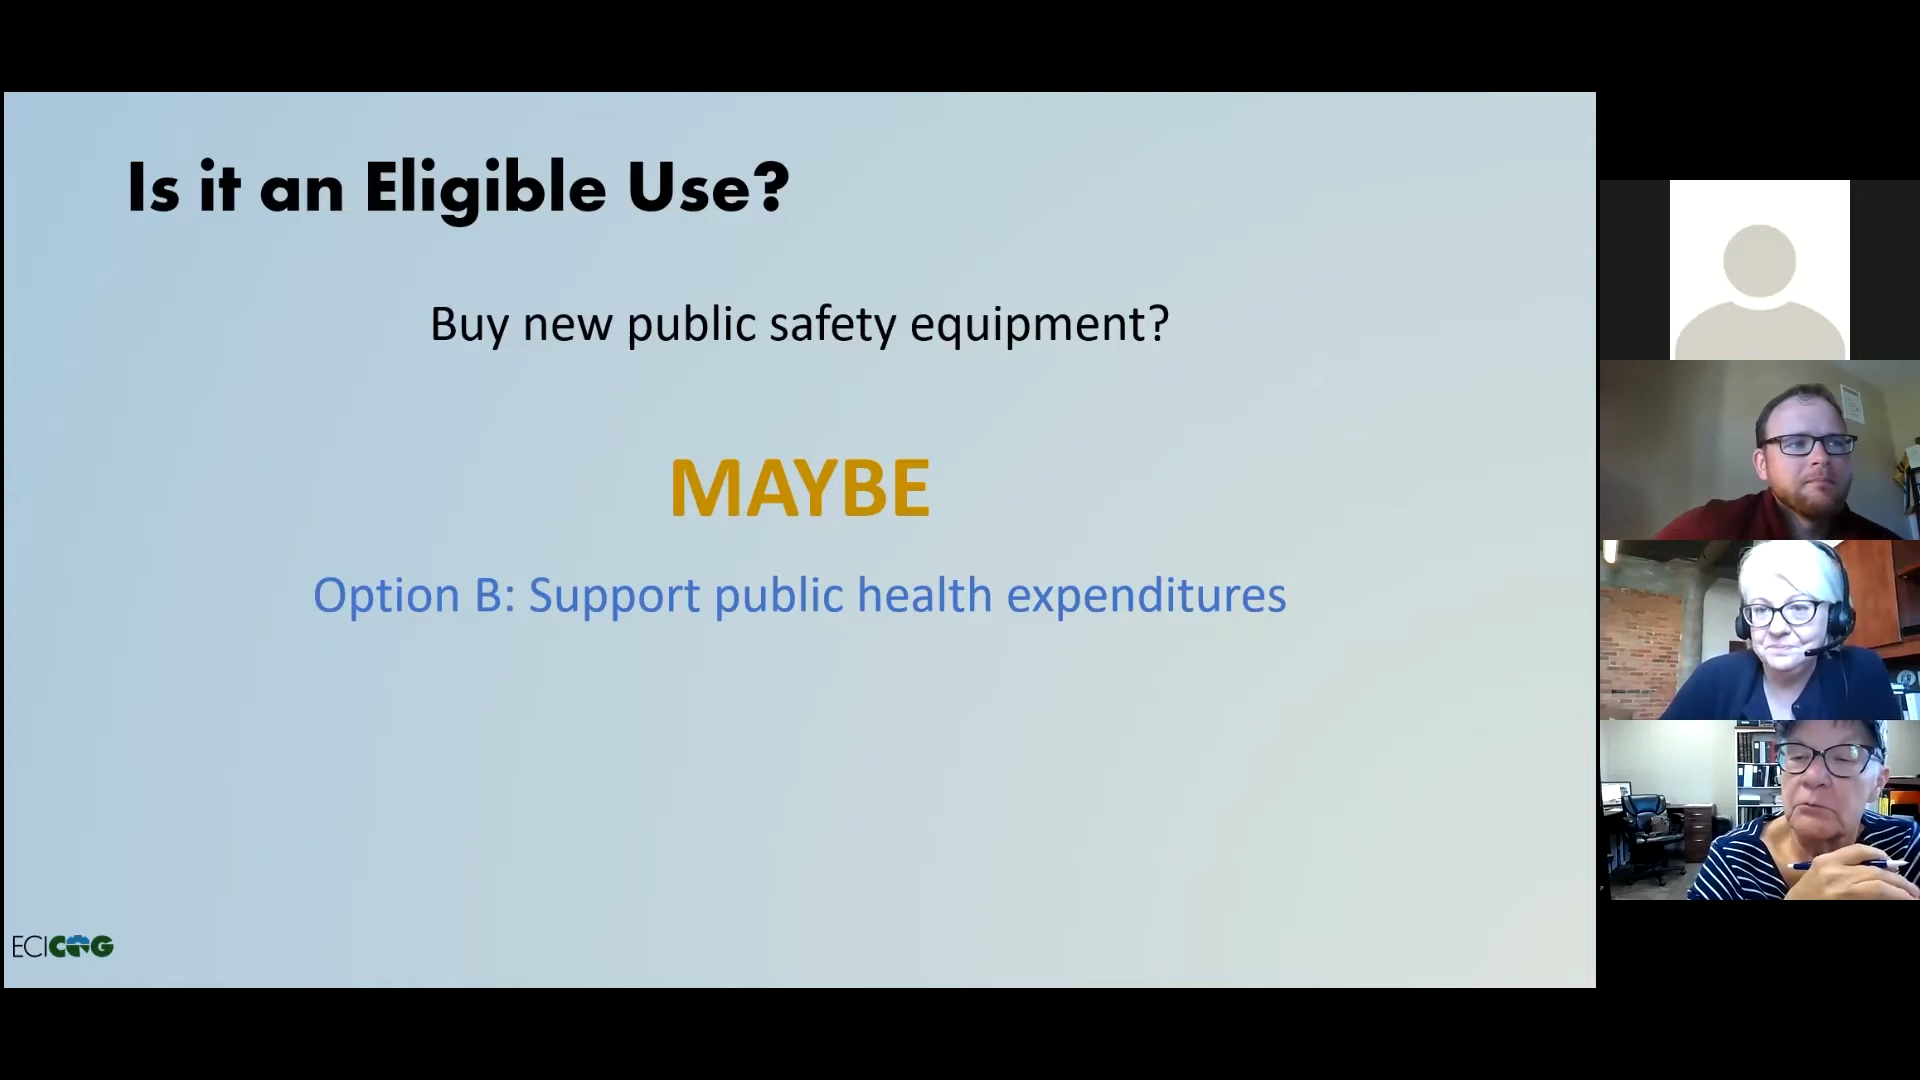 Is it an Eligible Use?
Buy new public safety equipment?
MAYBE
Option B: Support public health expenditures
ECICOG